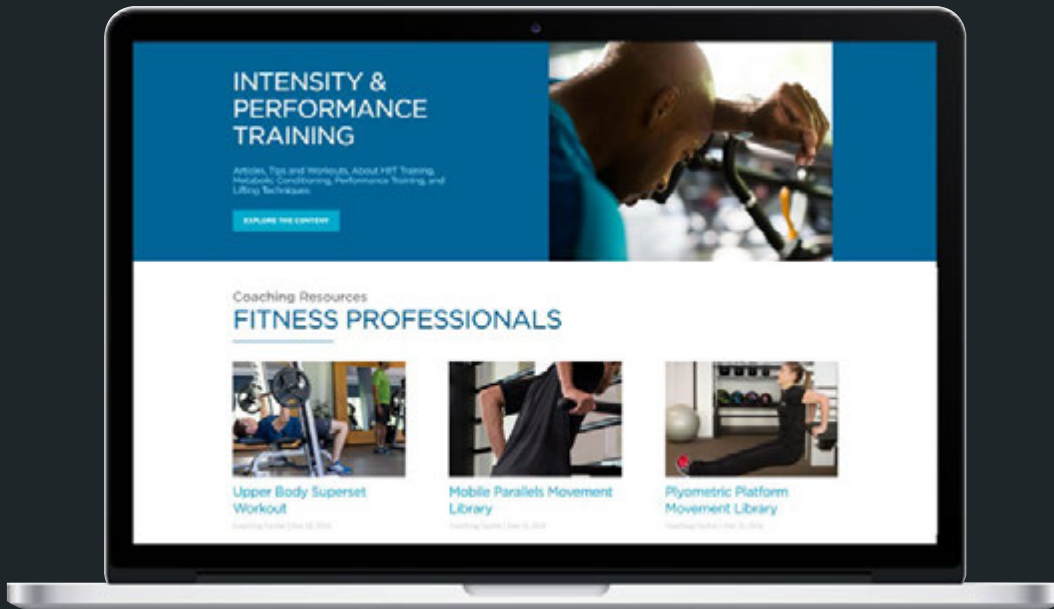 INTENSITY &
PERFORMANCE
TRAINING
Articles, Tips and Workouts, About HIIT Training,
Metabolic Conditioning, Performance Training, and
Lifting Techniques
EXPLORE THE CONTENT
Coaching Resources
FITNESS PROFESSIONALS
Upper Body Superset
Workout
Mobile Parallels Movement
Library
Plyometric Platform
Movement Library